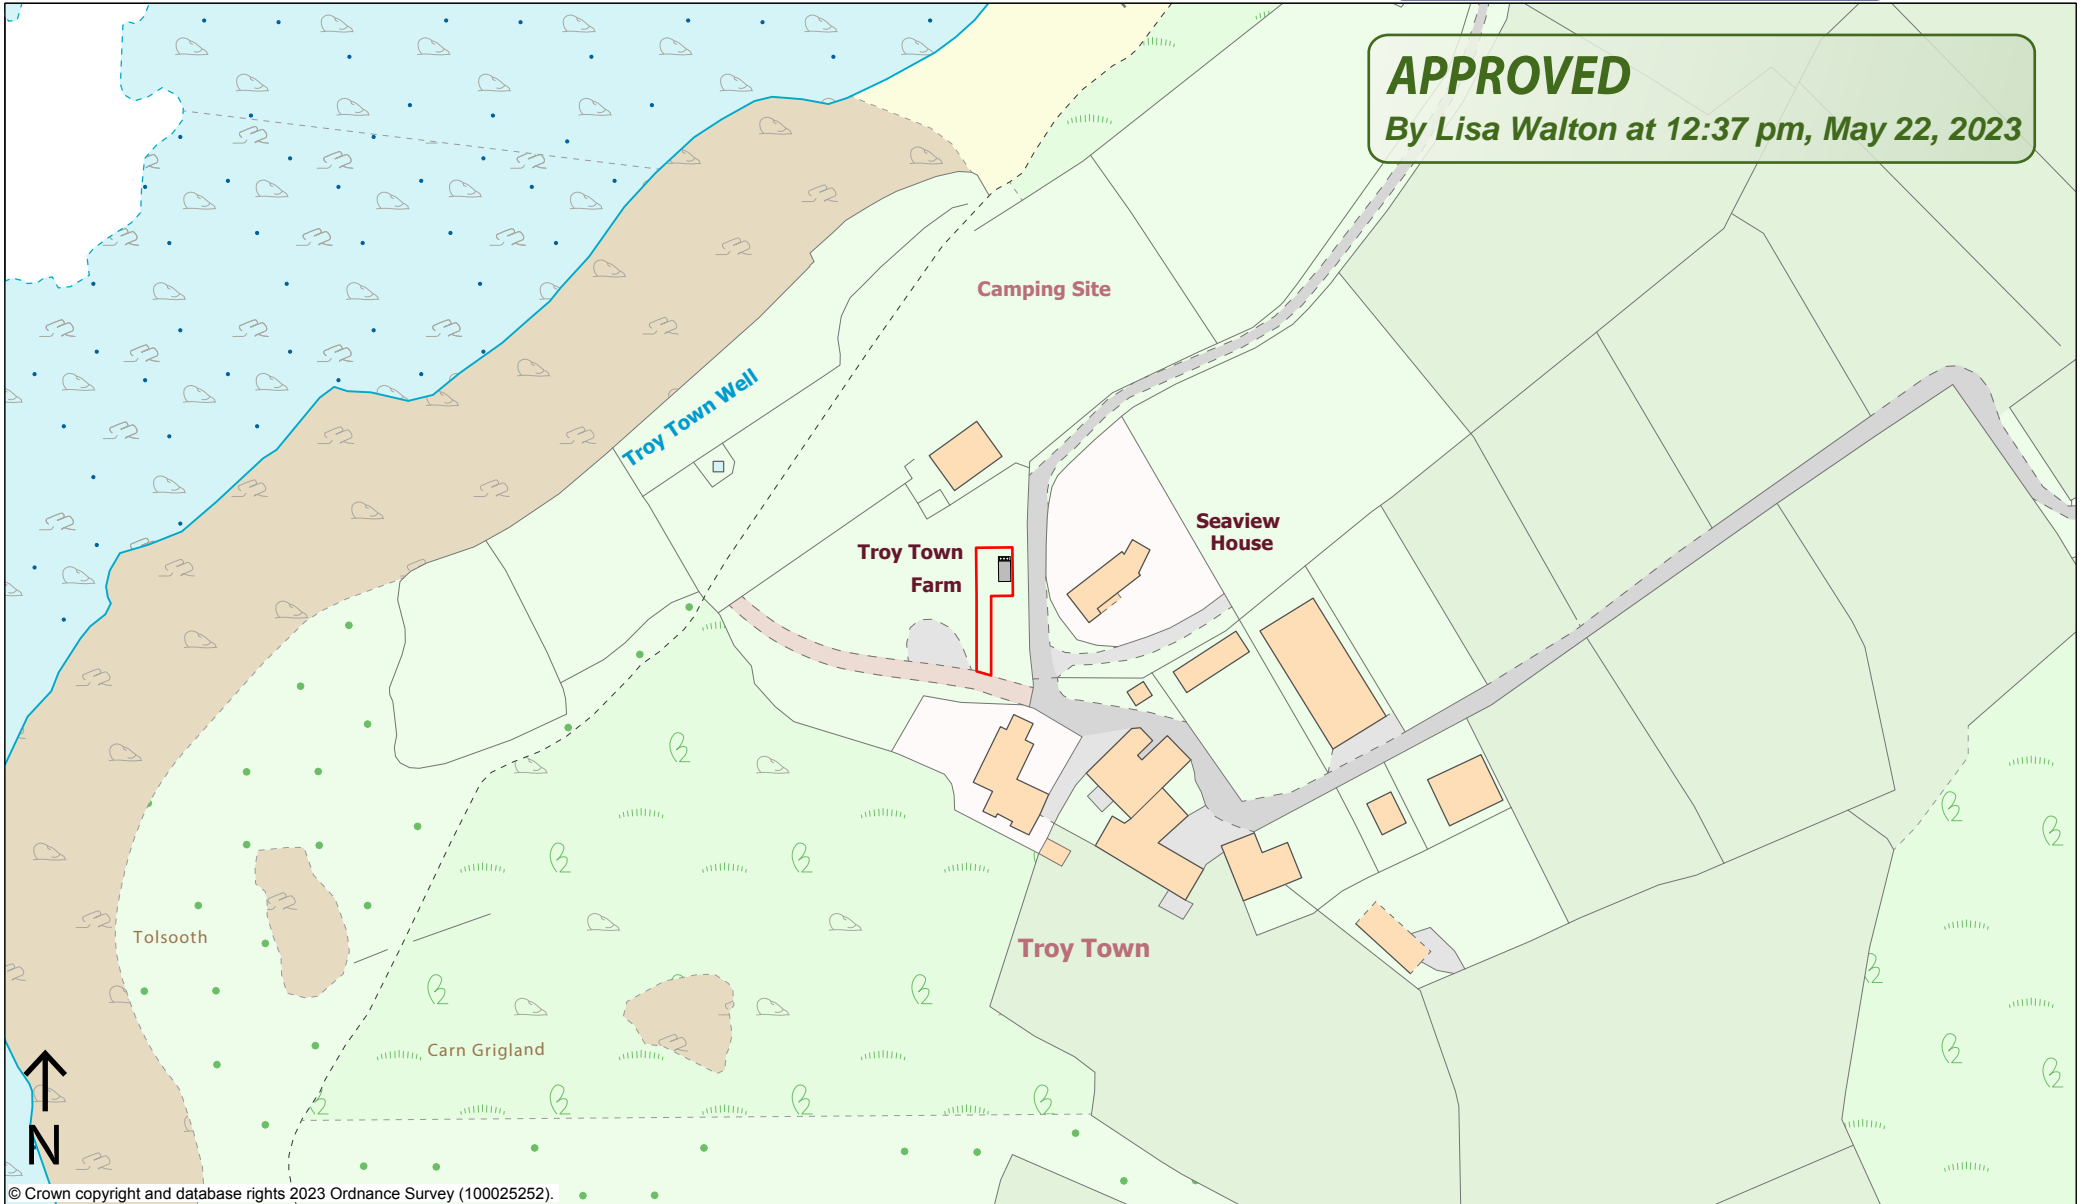 APPROVED
By Lisa Walton at 12:37 pm, May 22, 2023
Camping Site
Troy Town Well
Seaview
House
Troy Town
Farm
Tolsooth
Troy Town
Carn Grigland
N
© Crown copyright and database rights 2023 Ordnance Survey (100025252).